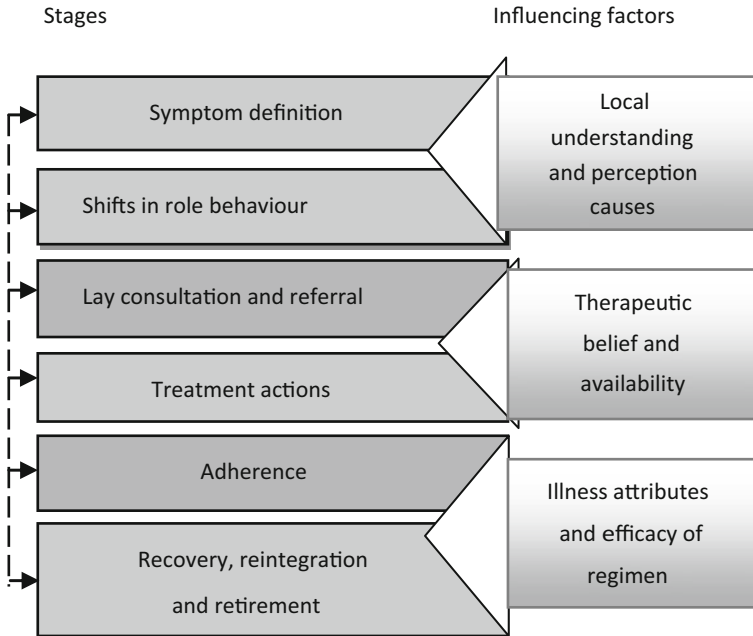 Stages
Influencing factors
Symptom definition
Shifts in role behaviour
Local
understanding
and perception
causes
Lay consultation and referral
Treatment actions
Therapeutic
belief and
availability
Adherence
Recovery, reintegration
and retirement
Illness attributes
and efficacy of
regimen